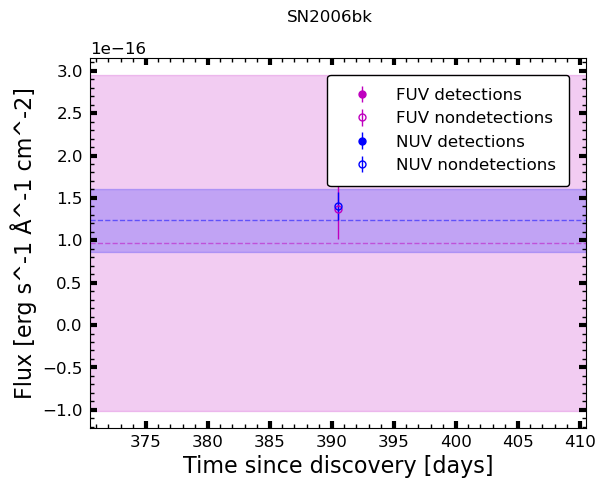 SN2006bk
1e−16
3.0
2.5
2.0
1.5
1.0
0.5
0.0
−0.5
−1.0
Flux [erg s^-1 Å^-1 cm^-2]
FUV detections
FUV nondetections
NUV detections
NUV nondetections
375 380 385 390 395 400 405 410
Time since discovery [days]